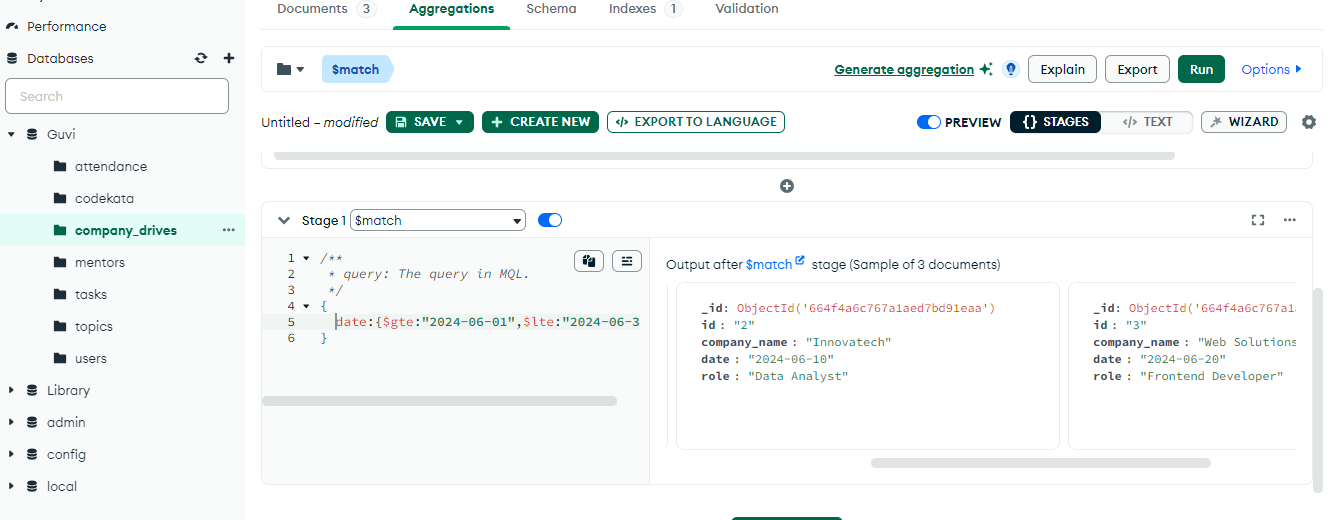 Documents 3 Aggregations Schema Indexes 1 Validation
Performance
Databases
Search
Guvi
attendance
codekata
company_drives
mentors
tasks
topics
users
Library
admin
config
local
$match
Generate aggregation Explain Export Run Options
Untitled – modified SAVE CREATE NEW EXPORT TO LANGUAGE PREVIEW {} STAGES </> TEXT WIZARD
Stage 1 $match
1 /**
2 * query: The query in MQL.
3 */
4 {
5 date:{$gte:"2024-06-01",$lte:"2024-06-3
6 }
Output after $match stage (Sample of 3 documents)
_id: ObjectId('664f4a6c767a1aed7bd91eaa')
id : "2"
company_name : "Innovatech"
date : "2024-06-10"
role : "Data Analyst"
_id: ObjectId('664f4a6c767a1
id : "3"
company_name : "Web Solutions
date : "2024-06-20"
role : "Frontend Developer"